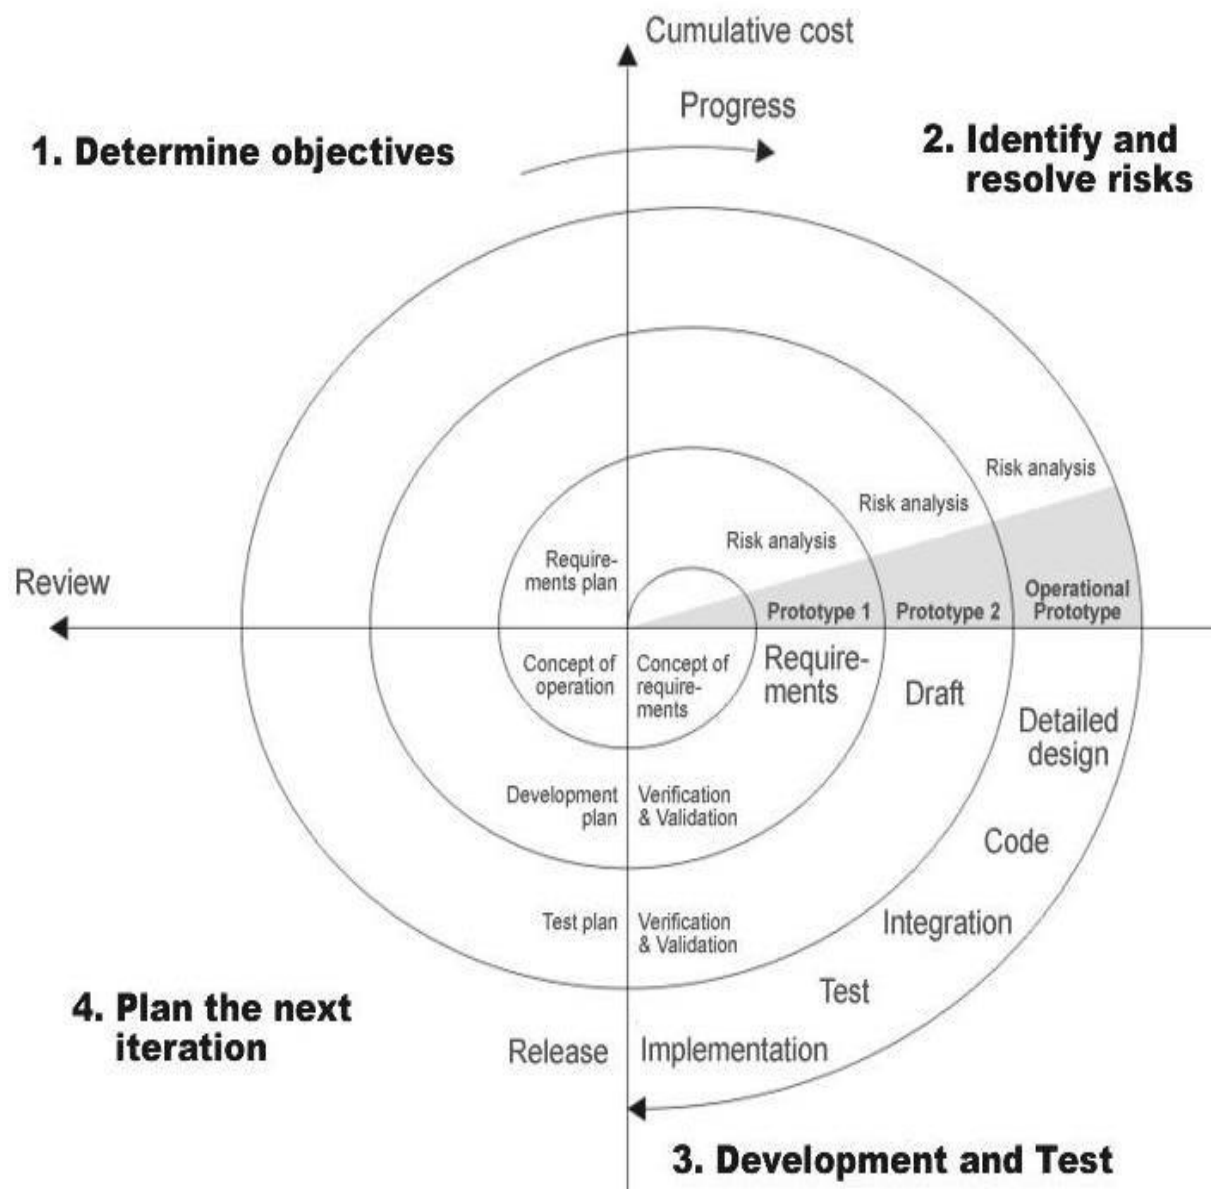 Cumulative cost
Progress
1. Determine objectives
2. Identify and
resolve risks
Risk analysis
Risk analysis
Risk analysis
Require-
ments plan
Review
Operational
Prototype
Prototype 1
Prototype 2
Concept of
operation
Concept of
require-
ments
Require-
ments
Draft
Detailed
design
Development
plan
Verification
& Validation
Code
Test plan
Verification
& Validation
Integration
Test
4. Plan the next
iteration
Release
Implementation
3. Development and Test